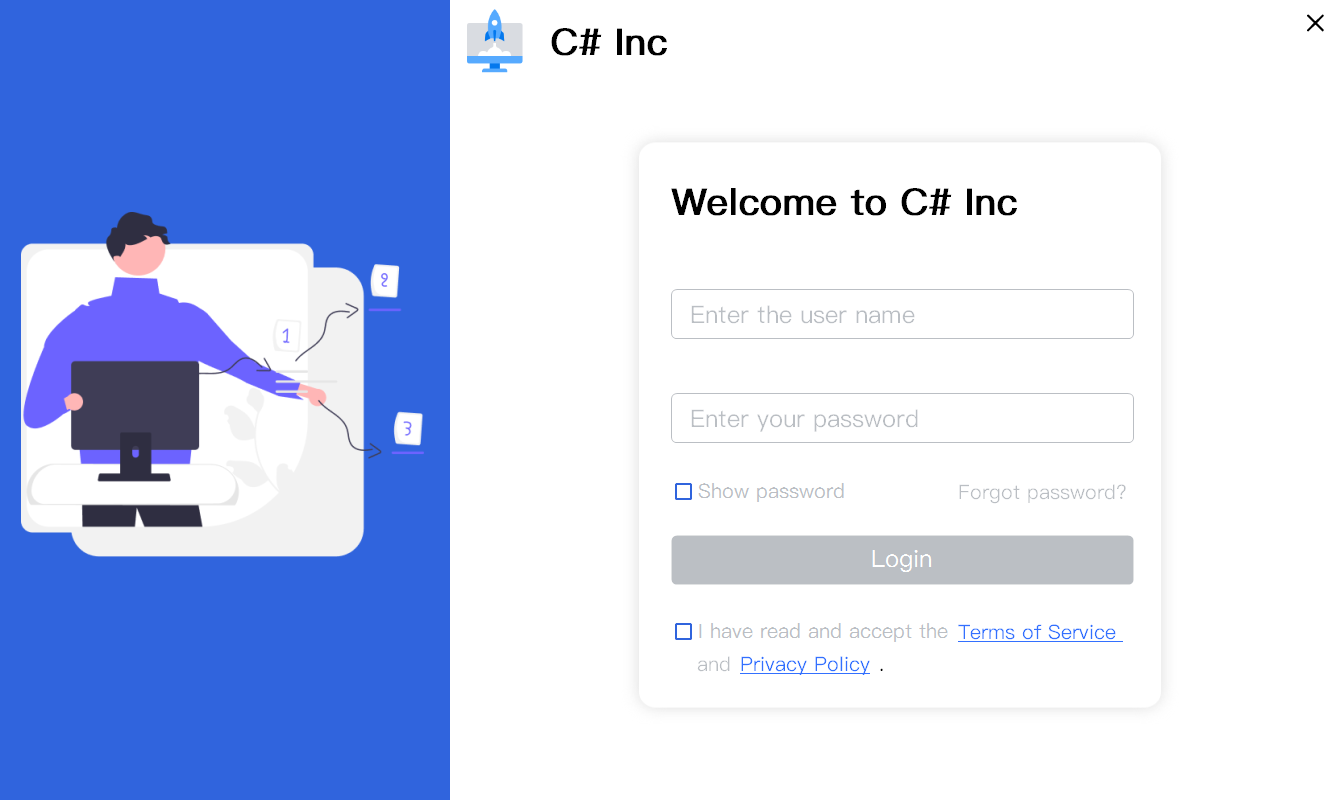 C# Inc
Welcome to C# Inc
Enter the user name
Enter your password
Show password
Forgot password?
Login
I have read and accept the Terms of Service
and Privacy Policy .
2
1
3